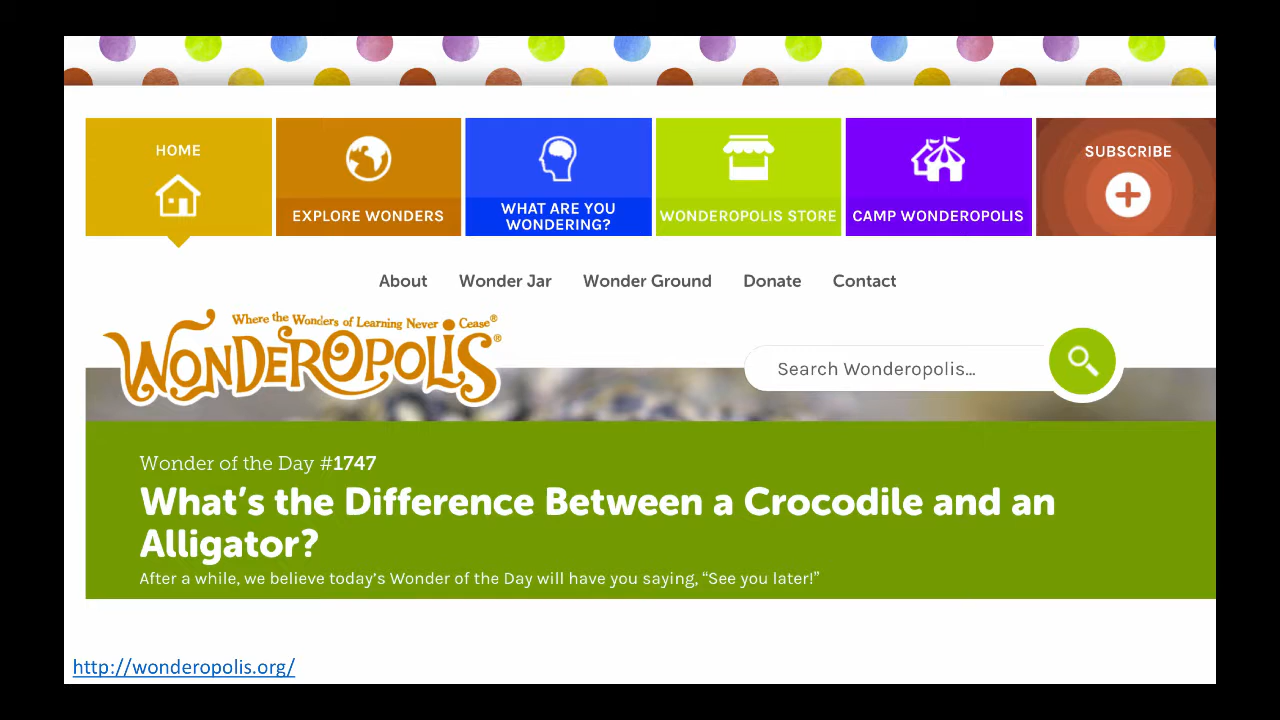 HOME
EXPLORE WONDERS
WHAT ARE YOU
WONDERING?
WONDEROPOLIS STORE
CAMP WONDEROPOLIS
SUBSCRIBE
About Wonder Jar Wonder Ground Donate Contact
Where the Wonders of Learning Never Cease®
WONDEROPOLIS®
Search Wonderopolis...
Wonder of the Day #1747
What's the Difference Between a Crocodile and an
Alligator?
After a while, we believe today's Wonder of the Day will have you saying, “See you later!”
http://wonderopolis.org/